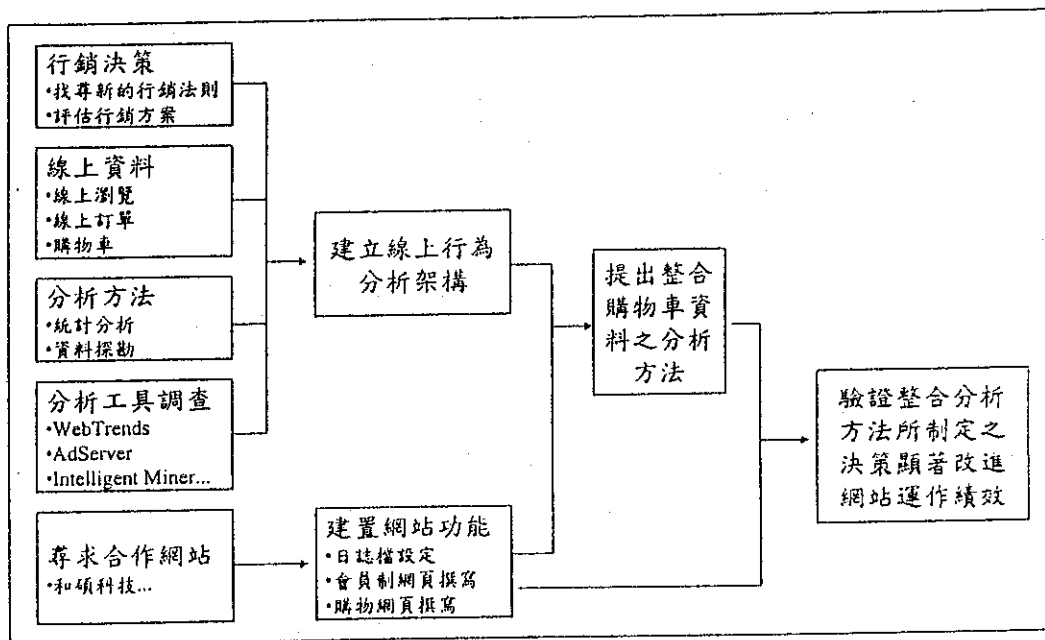 行銷決策
•找尋新的行銷法則
•評估行銷方案
線上資料
•線上瀏覽
•線上訂單
•購物車
分析方法
•統計分析
•資料探勘
分析工具調查
•WebTrends
•AdServer
•Intelligent Miner...
尋求合作網站
•和碩科技...
建立線上行為
分析架構
建置網站功能
•日誌檔設定
•會員制網頁撰寫
•購物網頁撰寫
提出整合
購物車資
料之分析
方法
驗證整合分析
方法所制定之
決策顯著改進
網站運作績效